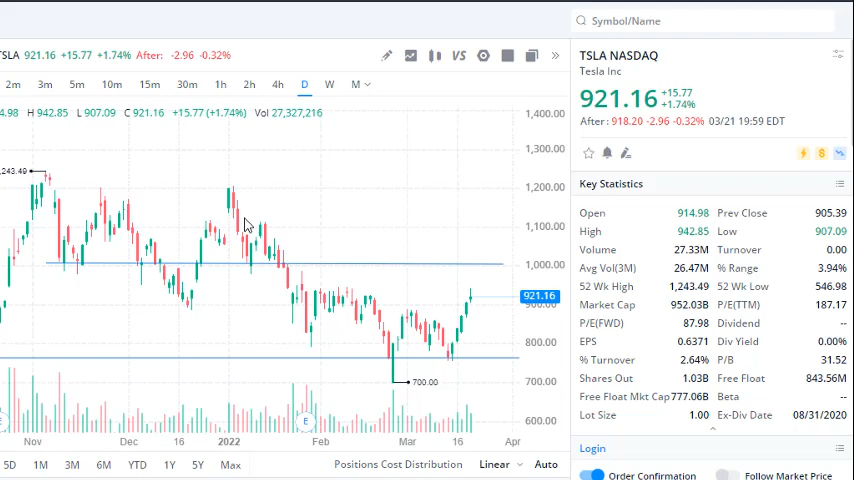 Symbol/Name
TSLA 921.16 +15.77 +1.74% After: -2.96 -0.32% VS
2m 3m 5m 10m 15m 30m 1h 2h 4h D W M
H 942.85 L 907.09 C 921.16 +15.77 (+1.74%) Vol 27,327,216
1,400.00
1,300.00
1,200.00
1,100.00
1,000.00
921.16
900.00
800.00
700.00
600.00
,243.49
700.00
E
Nov Dec 16 2022 Feb Mar 16 Apr
5D 1M 3M 6M YTD 1Y 5Y Max Positions Cost Distribution Linear Auto
TSLA NASDAQ
Tesla Inc
921.16 +15.77
+1.74%
After : 918.20 -2.96 -0.32% 03/21 19:59 EDT
Key Statistics
Open 914.98 Prev Close 905.39
High 942.85 Low 907.09
Volume 27.33M Turnover 0.00
Avg Vol(3M) 26.47M % Range 3.94%
52 Wk High 1,243.49 52 Wk Low 546.98
Market Cap 952.03B P/E(TTM) 187.17
P/E(FWD) 87.98 Dividend --
EPS 0.6371 Div Yield 0.00%
% Turnover 2.64% P/B 31.52
Shares Out 1.03B Free Float 843.56M
Free Float Mkt Cap 777.06B Beta --
Lot Size 1.00 Ex-Div Date 08/31/2020
Login
Order Confirmation Follow Market Price